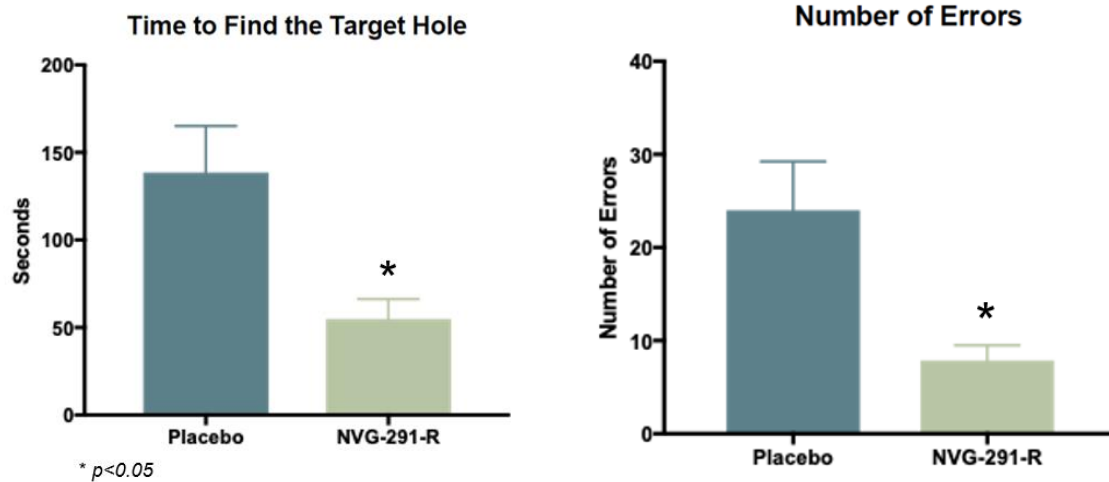 Time to Find the Target Hole
200
150
100
50
0
Seconds
*
Placebo NVG-291-R
* p<0.05
Number of Errors
40
30
20
10
0
Number of Errors
*
Placebo NVG-291-R